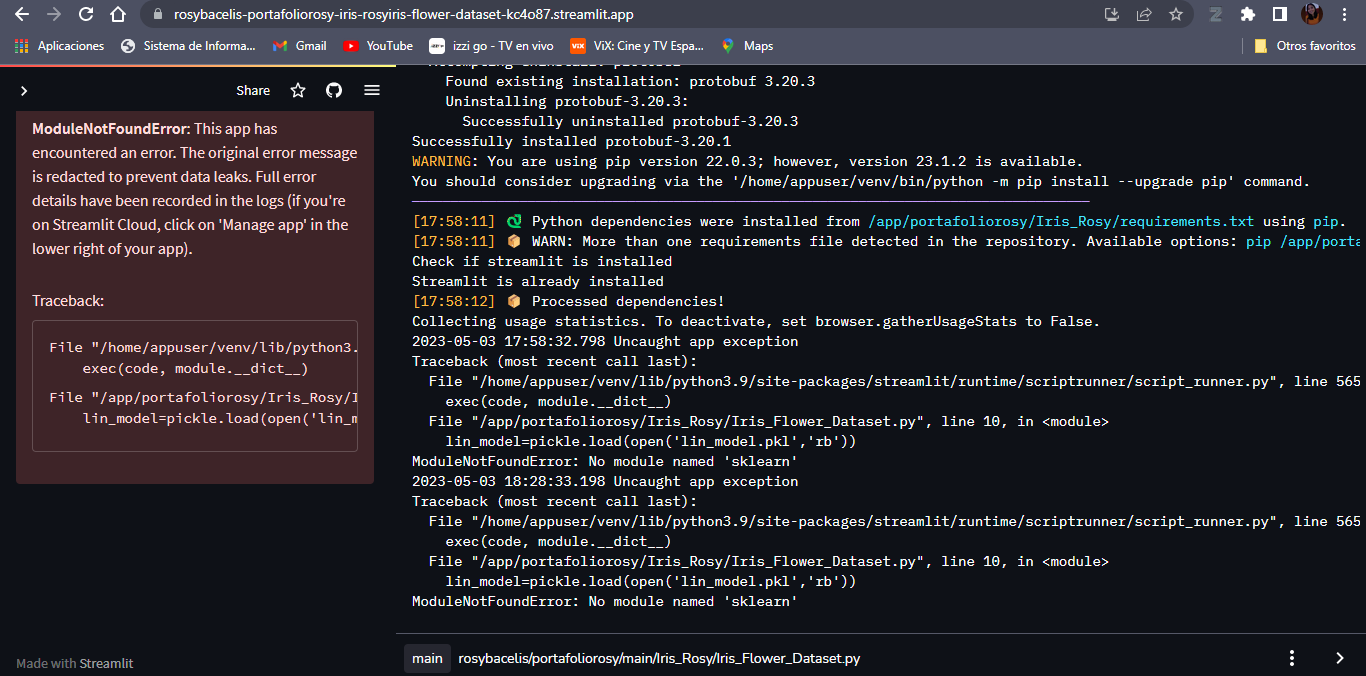 rosybacelis-portafoliorosy-iris-rosyiris-flower-dataset-kc4o87.streamlit.app
Aplicaciones
Sistema de Informa...
Gmail
YouTube
izzi go - TV en vivo
ViX: Cine y TV Espa...
Maps
Otros favoritos
Share
ModuleNotFoundError: This app has
encountered an error. The original error message
is redacted to prevent data leaks. Full error
details have been recorded in the logs (if you're
on Streamlit Cloud, click on 'Manage app' in the
lower right of your app).
Traceback:
File "/home/appuser/venv/lib/python3.
exec(code, module.__dict__)
File "/app/portafoliorosy/Iris_Rosy/I
lin_model=pickle.load(open('lin_m
Made with Streamlit
Found existing installation: protobuf 3.20.3
Uninstalling protobuf-3.20.3:
Successfully uninstalled protobuf-3.20.3
Successfully installed protobuf-3.20.1
WARNING: You are using pip version 22.0.3; however, version 23.1.2 is available.
You should consider upgrading via the '/home/appuser/venv/bin/python -m pip install --upgrade pip' command.
[17:58:11] Python dependencies were installed from /app/portafoliorosy/Iris_Rosy/requirements.txt using pip.
[17:58:11] WARN: More than one requirements file detected in the repository. Available options: pip /app/porta
Check if streamlit is installed
Streamlit is already installed
[17:58:12] Processed dependencies!
Collecting usage statistics. To deactivate, set browser.gatherUsageStats to False.
2023-05-03 17:58:32.798 Uncaught app exception
Traceback (most recent call last):
File "/home/appuser/venv/lib/python3.9/site-packages/streamlit/runtime/scriptrunner/script_runner.py", line 565
exec(code, module.__dict__)
File "/app/portafoliorosy/Iris_Rosy/Iris_Flower_Dataset.py", line 10, in <module>
lin_model=pickle.load(open('lin_model.pkl','rb'))
ModuleNotFoundError: No module named 'sklearn'
2023-05-03 18:28:33.198 Uncaught app exception
Traceback (most recent call last):
File "/home/appuser/venv/lib/python3.9/site-packages/streamlit/runtime/scriptrunner/script_runner.py", line 565
exec(code, module.__dict__)
File "/app/portafoliorosy/Iris_Rosy/Iris_Flower_Dataset.py", line 10, in <module>
lin_model=pickle.load(open('lin_model.pkl','rb'))
ModuleNotFoundError: No module named 'sklearn'
main rosybacelis/portafoliorosy/main/Iris_Rosy/Iris_Flower_Dataset.py